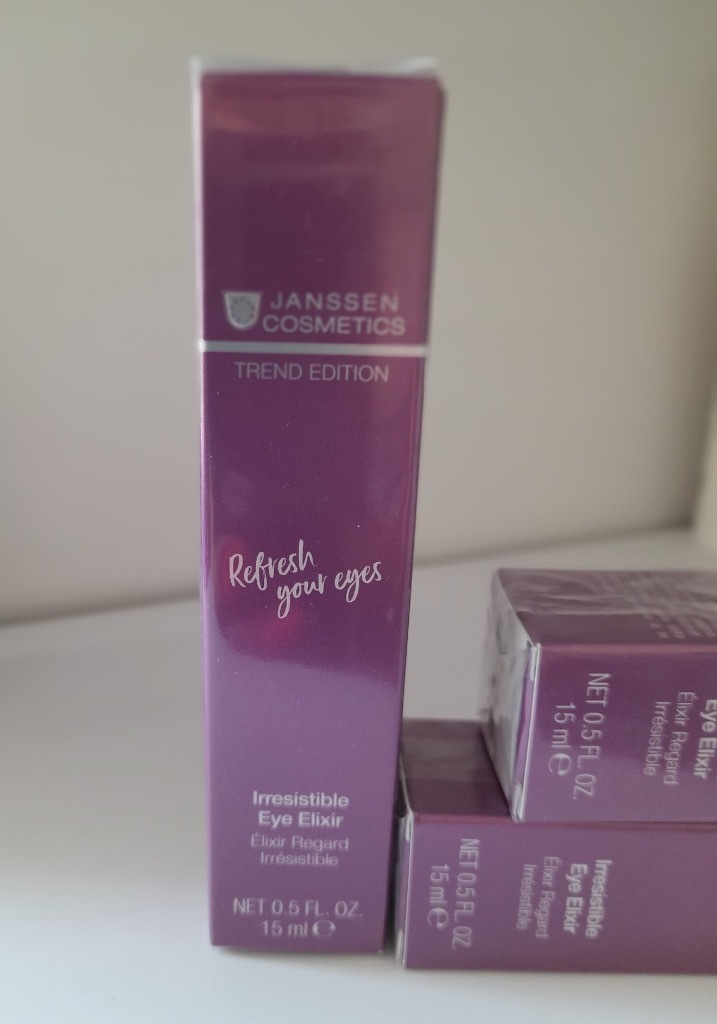 JANSSEN
COSMETICS
TREND EDITION
Refresh
your eyes
Irresistible
Eye Elixir
Élixir Regard
Irrésistible
NET 0.5 FL. OZ.
15 ml ℮
Eye Elixir
Élixir Regard
Irrésistible
NET 0.5 FL. OZ.
15 ml ℮
Irresistible
Eye Elixir
Élixir Regard
Irrésistible
NET 0.5 FL. OZ.
15 ml ℮